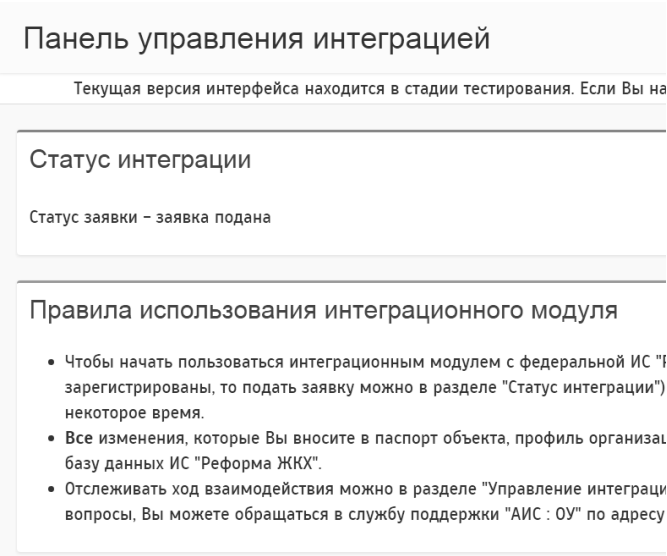 Панель управления интеграцией
Текущая версия интерфейса находится в стадии тестирования. Если Вы на
Статус интеграции
Статус заявки – заявка подана
Правила использования интеграционного модуля
• Чтобы начать пользоваться интеграционным модулем с федеральной ИС "Р
зарегистрированы, то подать заявку можно в разделе "Статус интеграции")
некоторое время.
• Все изменения, которые Вы вносите в паспорт объекта, профиль организац
базу данных ИС "Реформа ЖКХ".
• Отслеживать ход взаимодействия можно в разделе "Управление интеграци
вопросы, Вы можете обращаться в службу поддержки "АИС : ОУ" по адресу